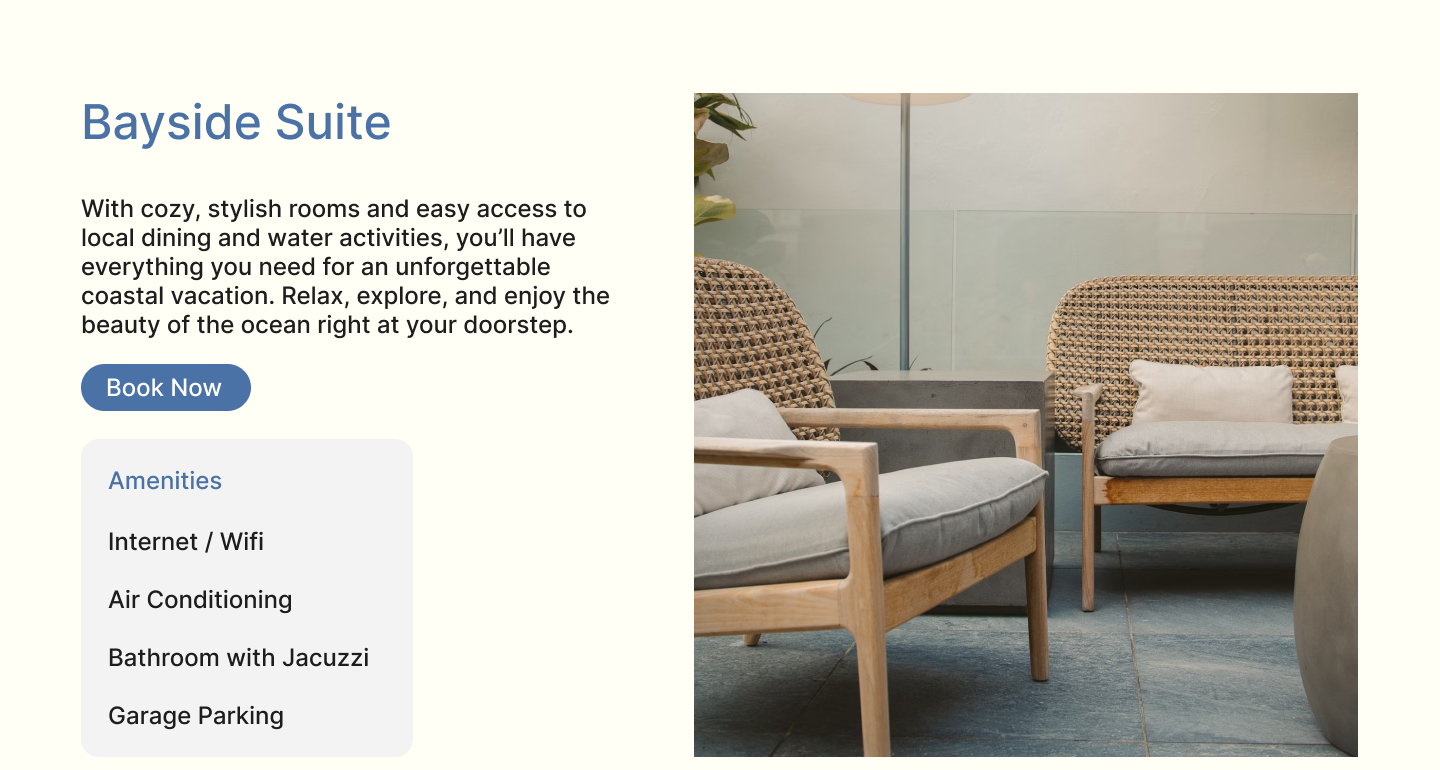 Bayside Suite
With cozy, stylish rooms and easy access to
local dining and water activities, you’ll have
everything you need for an unforgettable
coastal vacation. Relax, explore, and enjoy the
beauty of the ocean right at your doorstep.
Book Now
Amenities
Internet / Wifi
Air Conditioning
Bathroom with Jacuzzi
Garage Parking